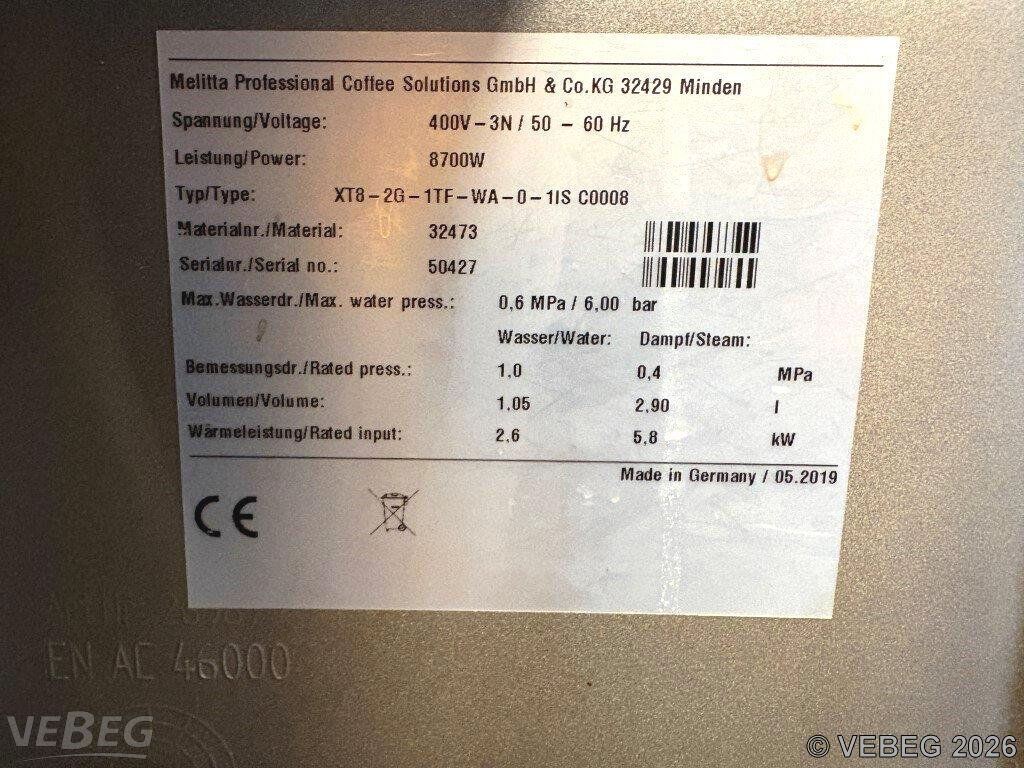 Melitta Professional Coffee Solutions GmbH & Co.KG 32429 Minden
Spannung/Voltage: 400V – 3N / 50 – 60 Hz
Leistung/Power: 8700W
Typ/Type: XT8 – 2G – 1TF – WA – 0 – 1IS C0008
Materialnr./Material: 32473
Serialnr./Serial no.: 50427
Max.Wasserdr./Max. water press.: 0,6 MPa / 6,00 bar
Wasser/Water: Dampf/Steam:
Bemessungsdr./Rated press.: 1,0 0,4 MPa
Volumen/Volume: 1,05 2,90 l
Wärmeleistung/Rated input: 2,6 5,8 kW
Made in Germany / 05.2019
CE
EN AC 46000
VEBEG
© VEBEG 2026